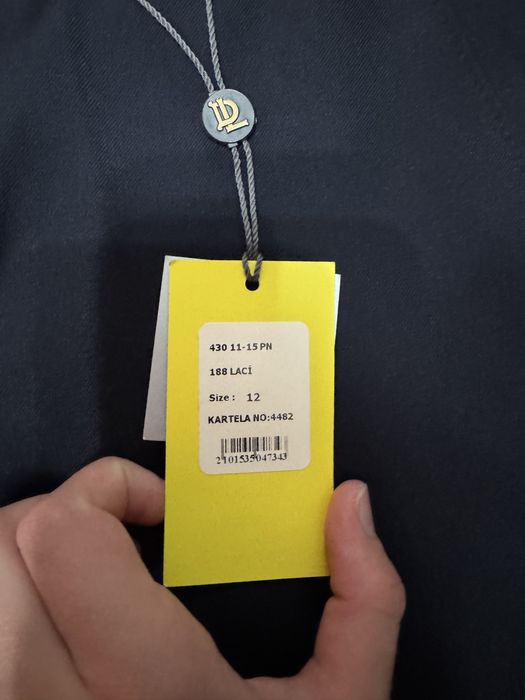 430 11-15 PN
188 LACİ
Size : 12
KARTELA NO:4482
2101535047343